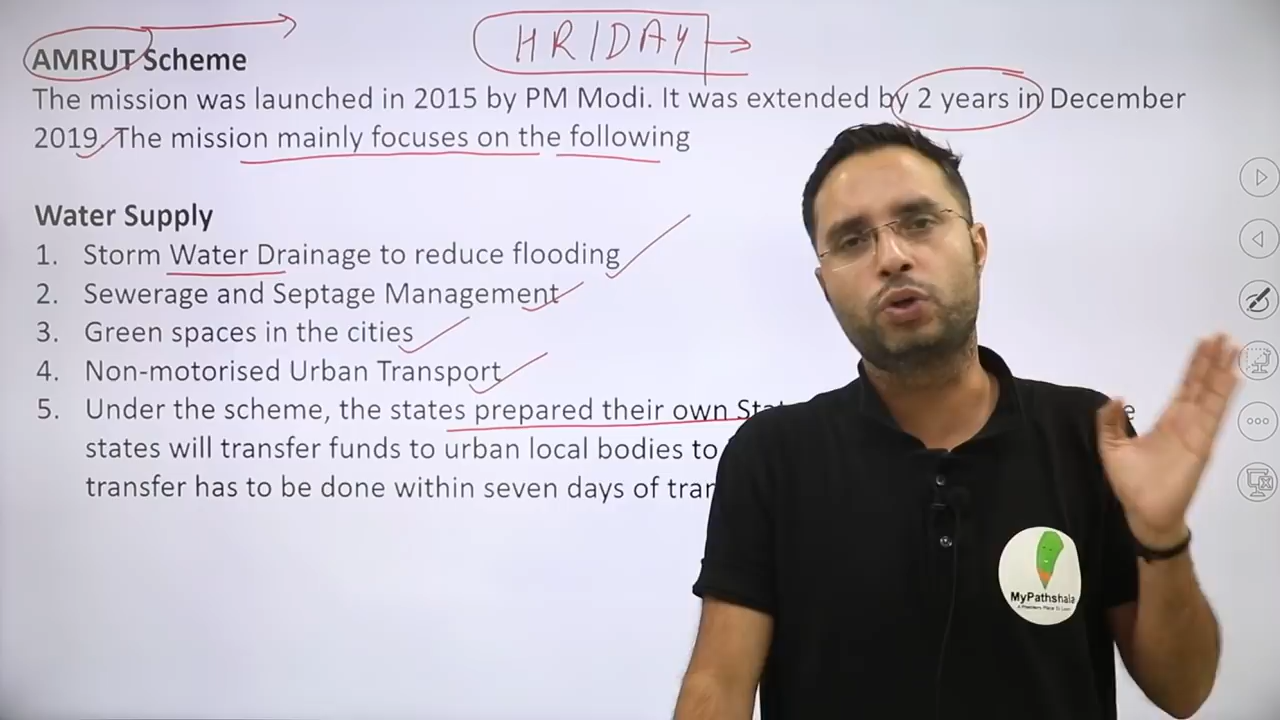 HRIDAY
AMRUT Scheme
The mission was launched in 2015 by PM Modi. It was extended by 2 years in December
2019. The mission mainly focuses on the following
Water Supply
1. Storm Water Drainage to reduce flooding
2. Sewerage and Septage Management
3. Green spaces in the cities
4. Non-motorised Urban Transport
5. Under the scheme, the states prepared their own
states will transfer funds to urban local bodies to
transfer has to be done within seven days of
MyPathshala